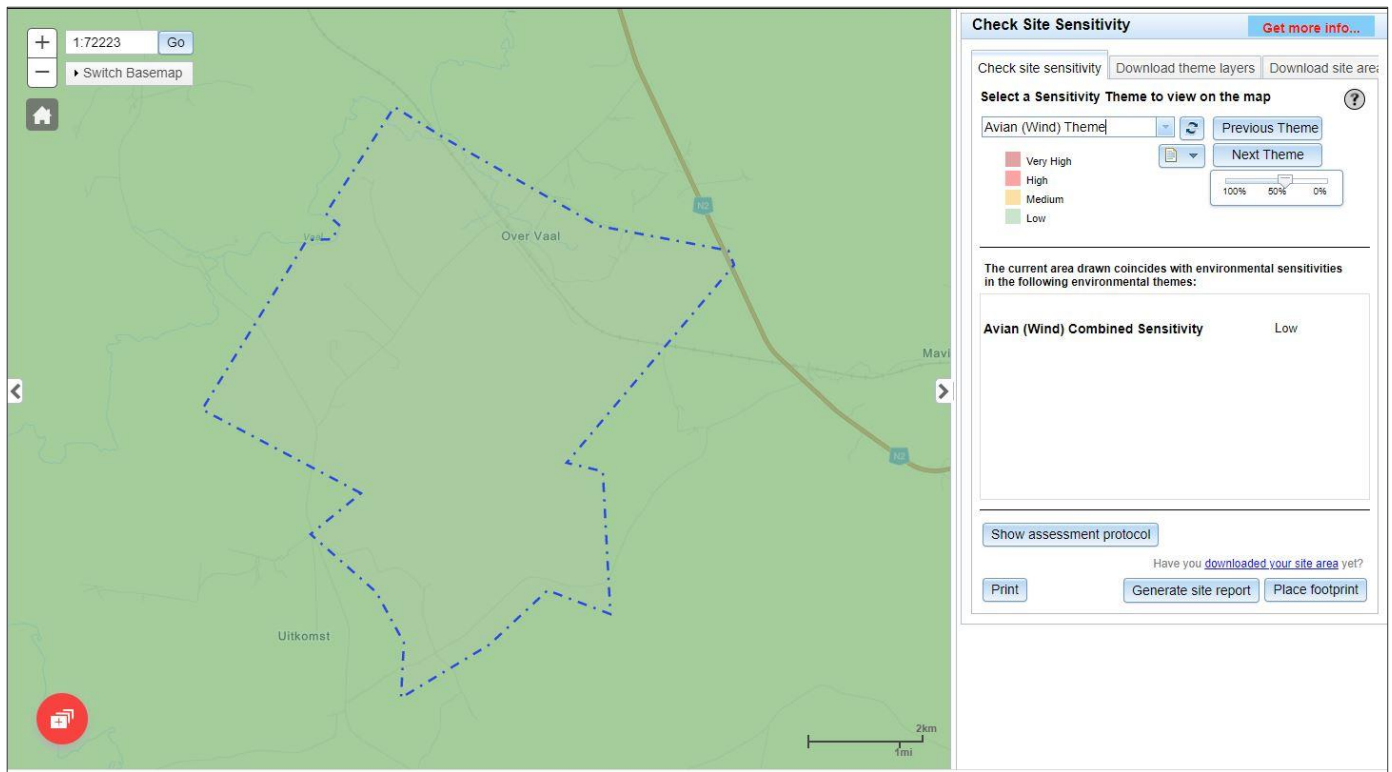 +
1:72223 Go
−
Switch Basemap
Vaal
Over Vaal
N2
Mavi
N2
Uitkomst
2km
1mi
Check Site Sensitivity
Get more info...
Check site sensitivity
Download theme layers
Download site area
Select a Sensitivity Theme to view on the map
?
Avian (Wind) Theme
Previous Theme
Next Theme
Very High
High
Medium
Low
100% 50% 0%
The current area drawn coincides with environmental sensitivities
in the following environmental themes:
Avian (Wind) Combined Sensitivity Low
Show assessment protocol
Have you downloaded your site area yet?
Print
Generate site report
Place footprint